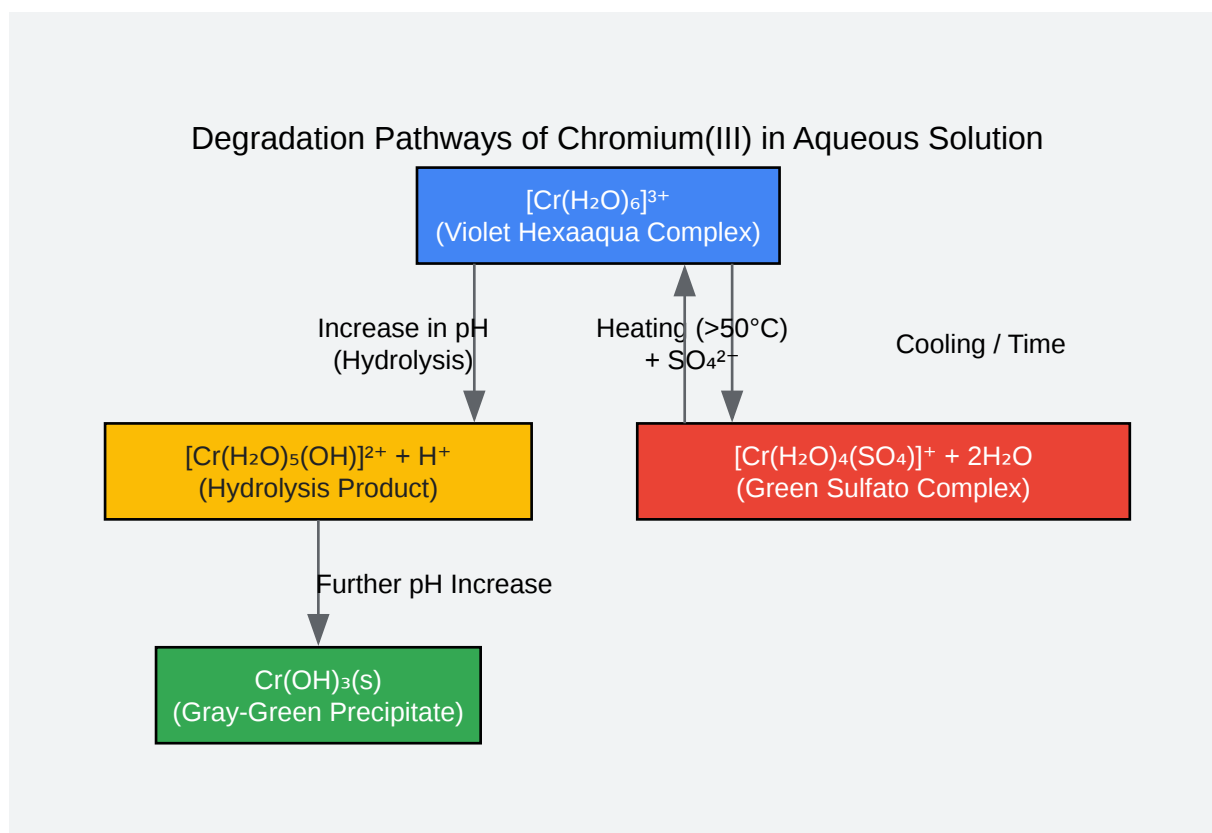 Degradation Pathways of Chromium(III) in Aqueous Solution
[Cr(H₂O)₆]³⁺
(Violet Hexaaqua Complex)
Increase in pH
(Hydrolysis)
Heating (>50°C)
+ SO₄²⁻
Cooling / Time
[Cr(H₂O)₅(OH)]²⁺ + H⁺
(Hydrolysis Product)
[Cr(H₂O)₄(SO₄)]⁺ + 2H₂O
(Green Sulfato Complex)
Further pH Increase
Cr(OH)₃(s)
(Gray-Green Precipitate)